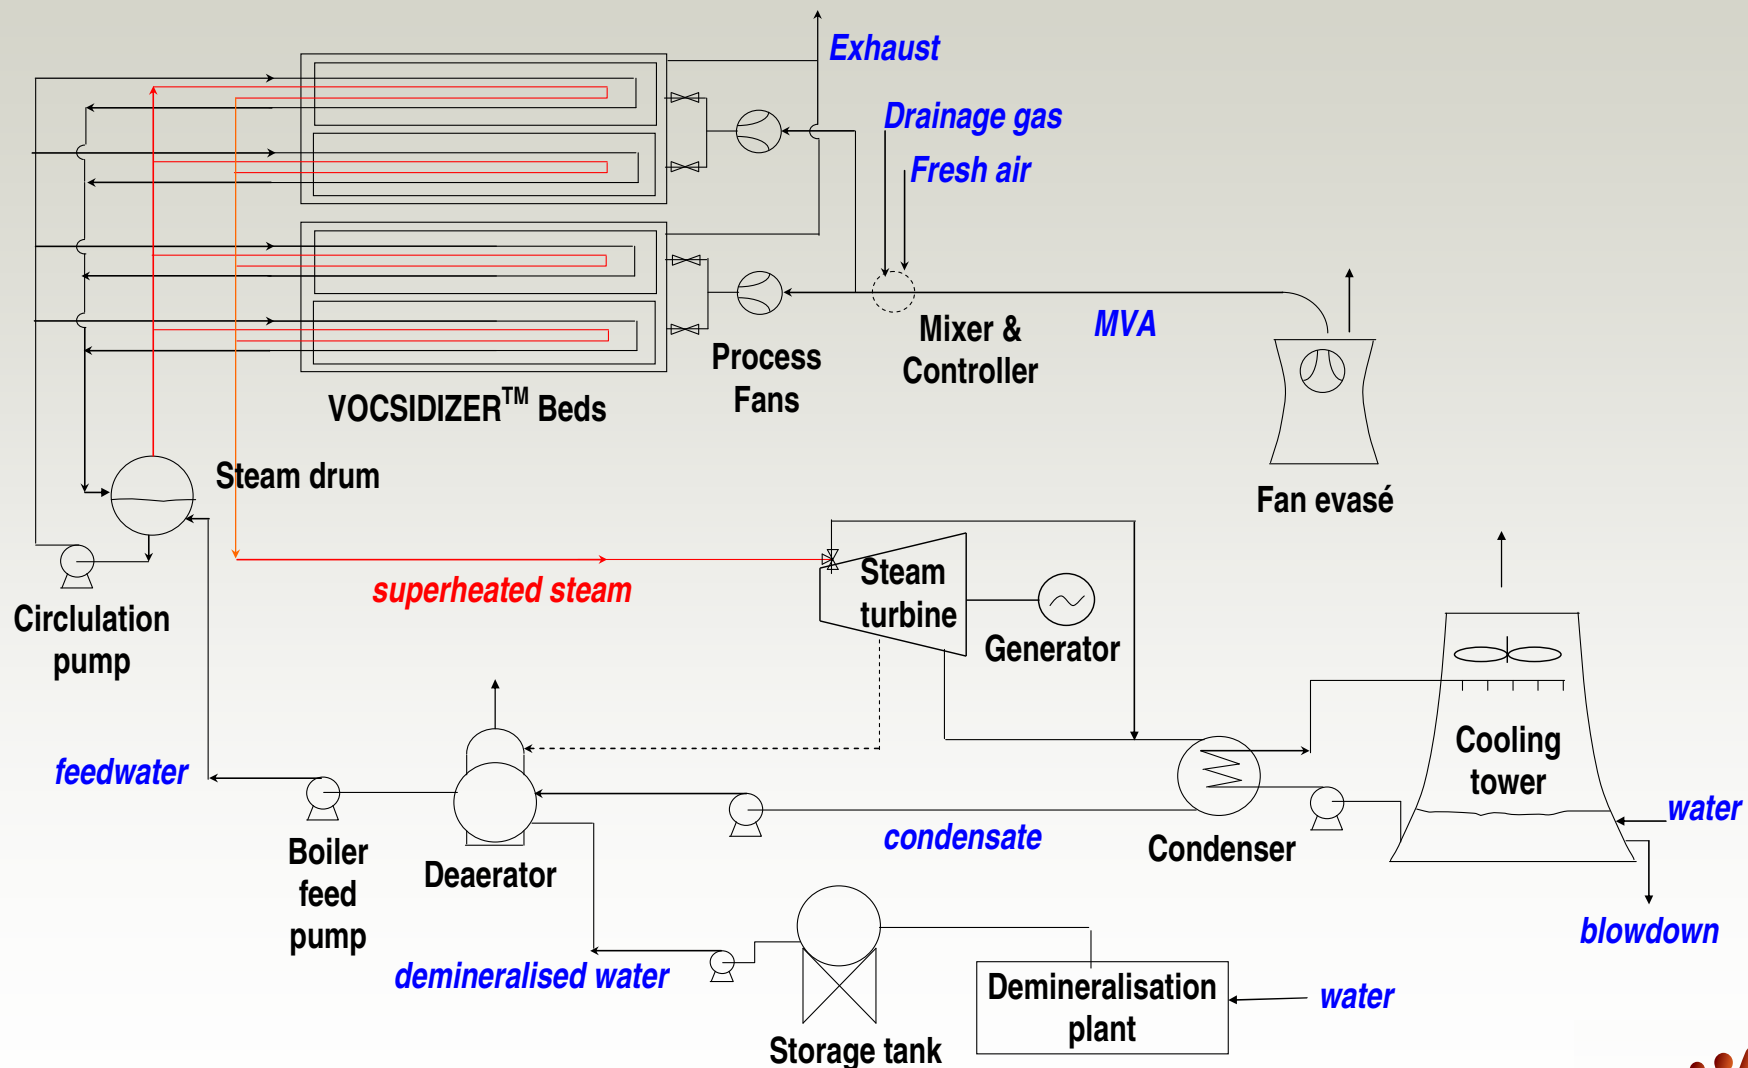 Exhaust
Drainage gas
Fresh air
MVA
Mixer &
Controller
Process
Fans
VOCSIDIZER™ Beds
Fan evasé
Steam drum
superheated steam
Steam
turbine
Generator
Circlulation
pump
feedwater
Boiler
feed
pump
Deaerator
condensate
Condenser
Cooling
tower
water
blowdown
demineralised water
Storage tank
Demineralisation
plant
water